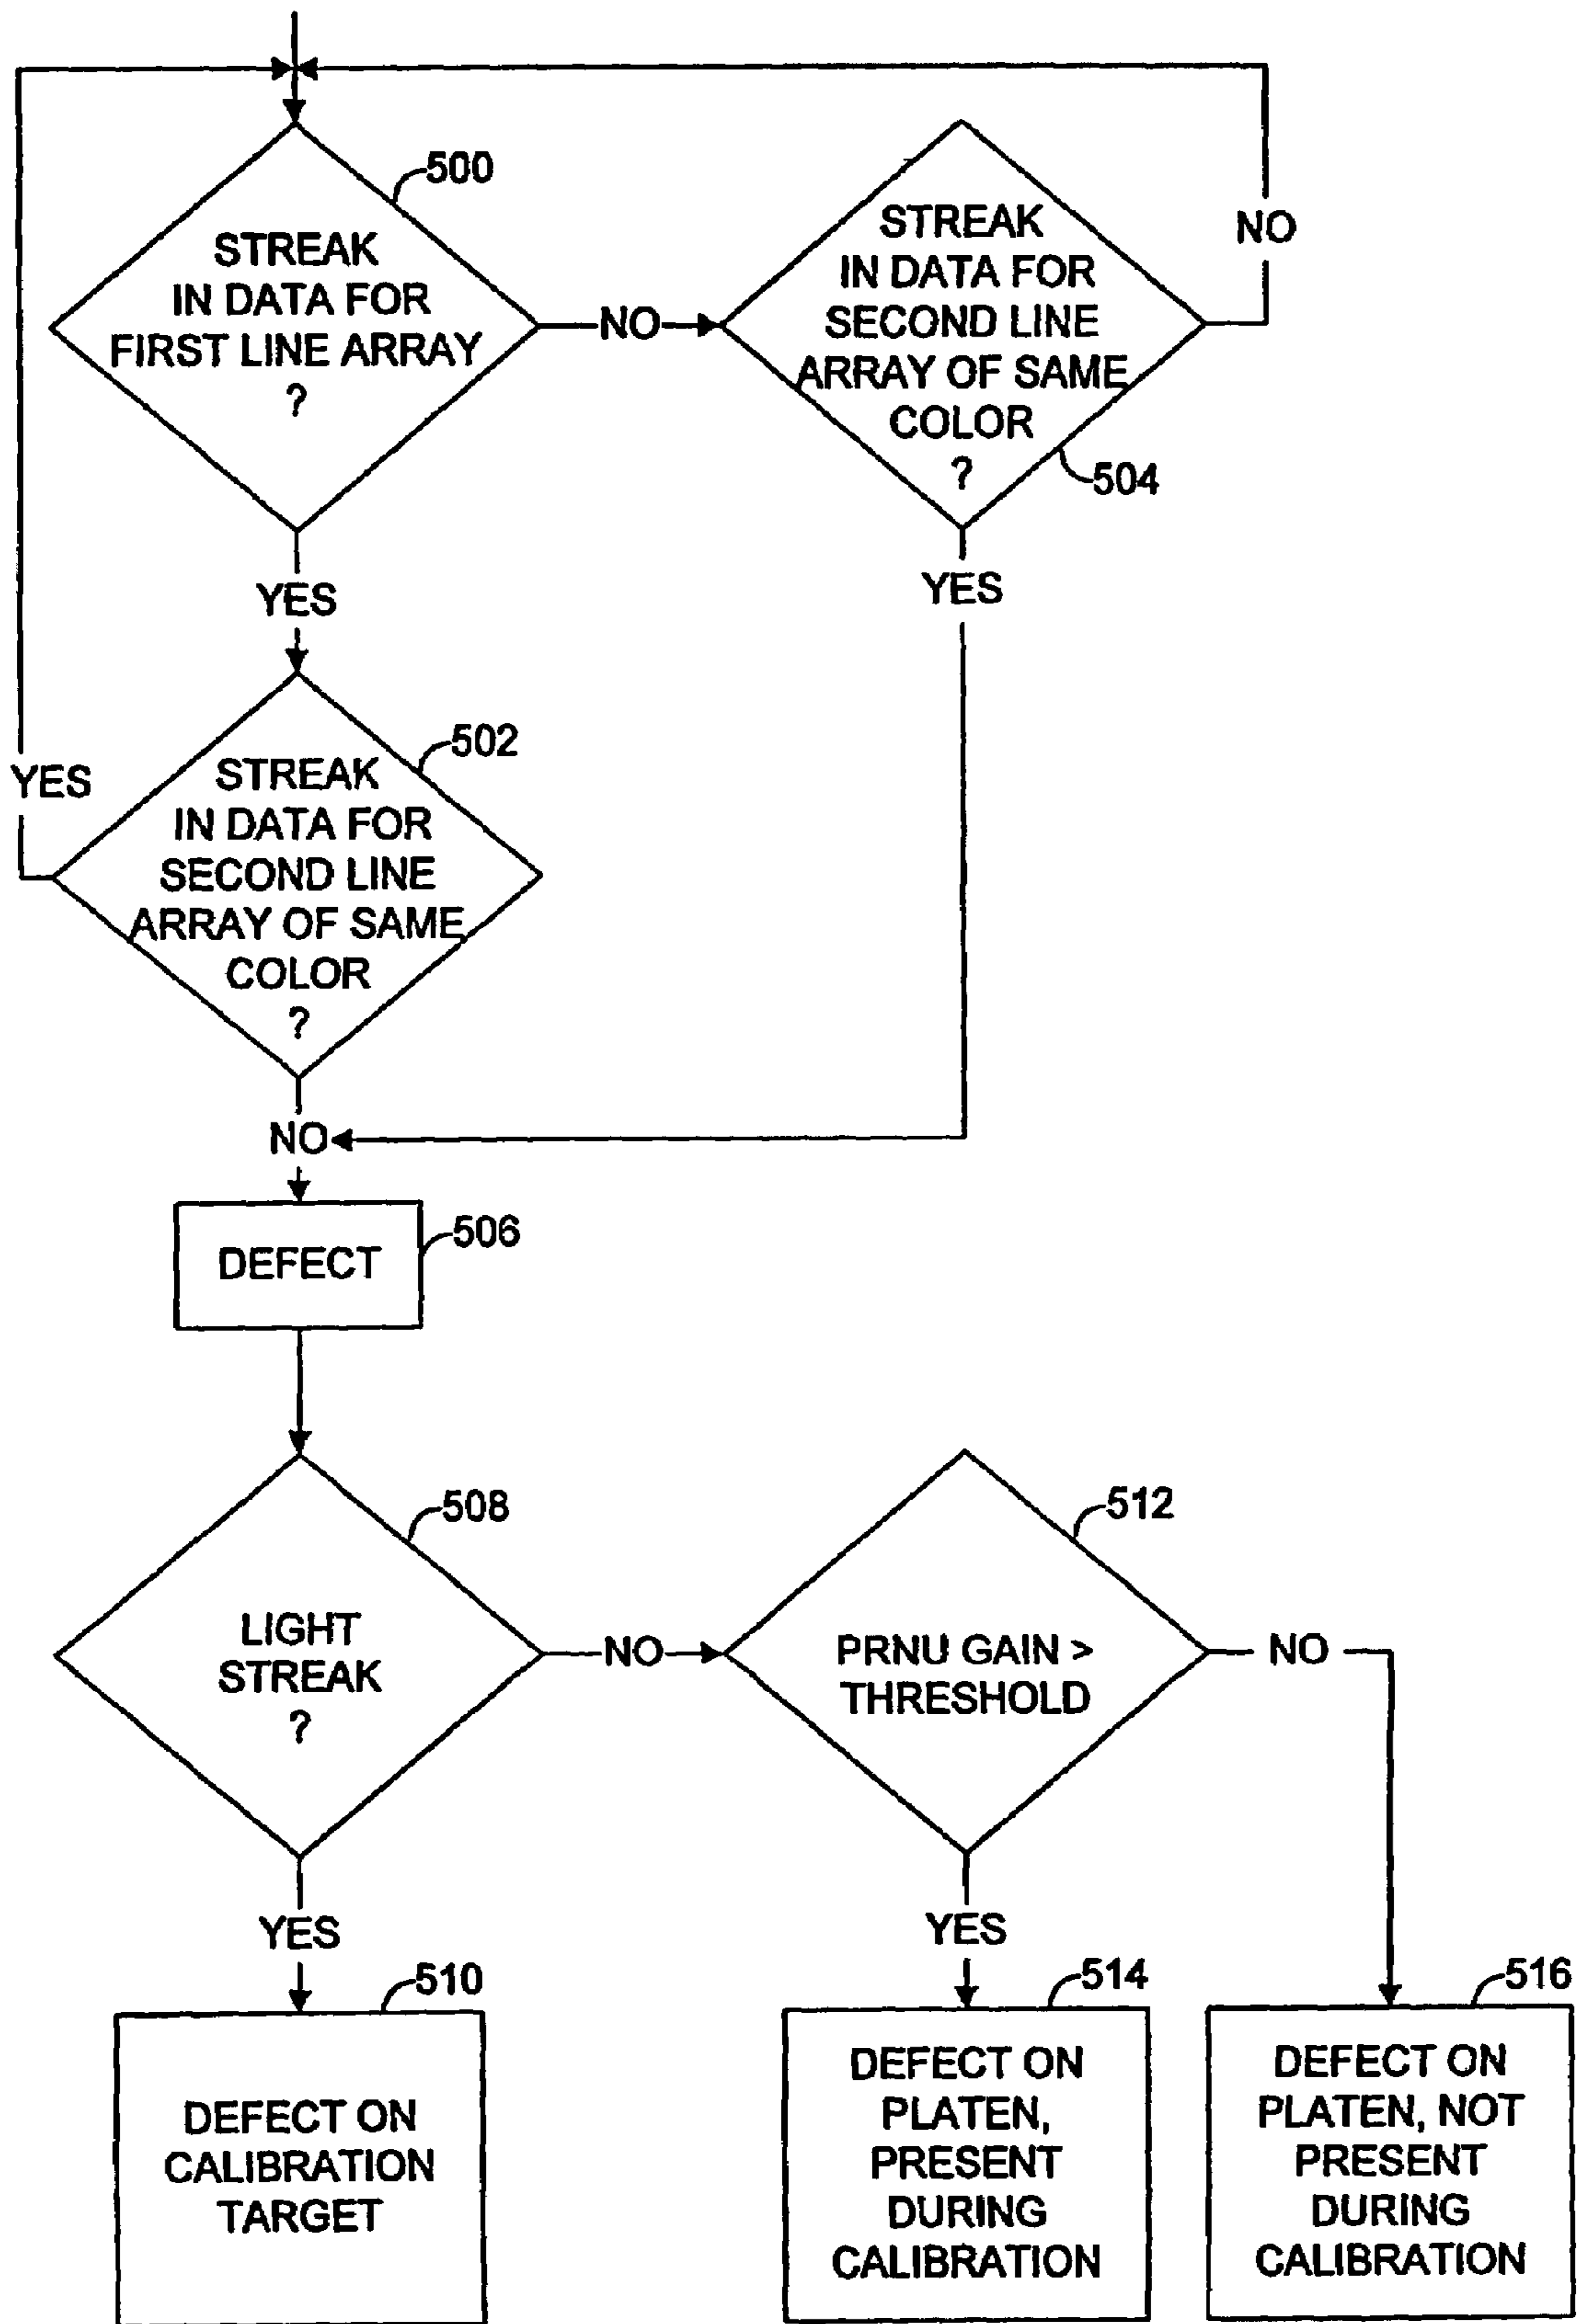 500
STREAK
IN DATA FOR
FIRST LINE ARRAY
?
NO
STREAK
IN DATA FOR
SECOND LINE
ARRAY OF SAME
COLOR
?
504
NO
YES
YES
502
STREAK
IN DATA FOR
SECOND LINE
ARRAY OF SAME
COLOR
?
YES
NO
506
DEFECT
508
LIGHT
STREAK
?
NO
512
PRNU GAIN >
THRESHOLD
NO
YES
YES
510
DEFECT ON
CALIBRATION
TARGET
514
DEFECT ON
PLATEN,
PRESENT
DURING
CALIBRATION
516
DEFECT ON
PLATEN, NOT
PRESENT
DURING
CALIBRATION